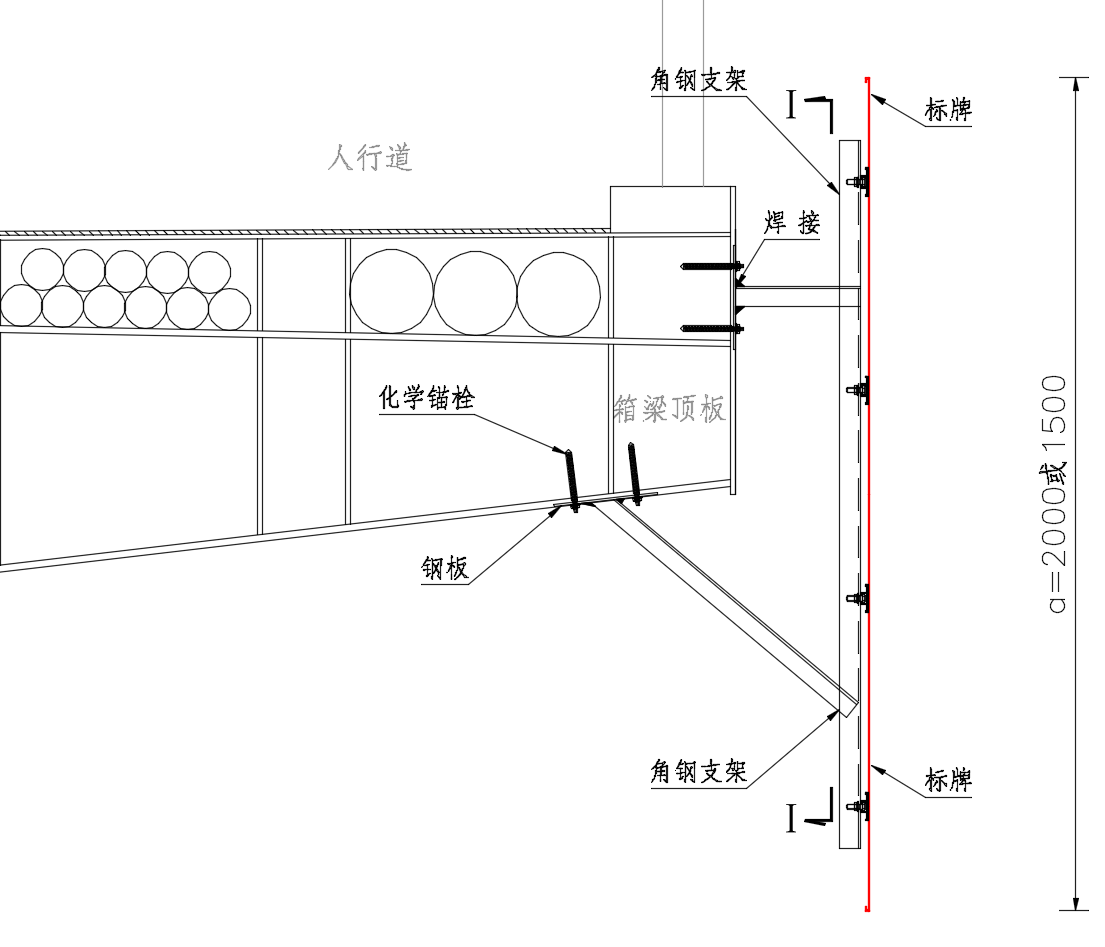 角钢支架
I
标牌
人行道
焊 接
化学锚栓
箱梁顶板
a=2000或1500
钢板
角钢支架
标牌
I